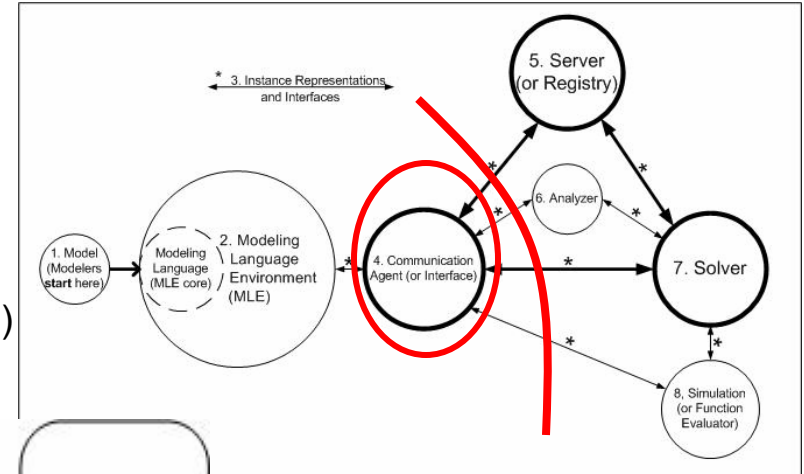 * 3. Instance Representations
and Interfaces
5. Server
(or Registry)
*
*
6. Analyzer
*
*
1. Model
(Modelers
start here)
Modeling
Language
(MLE core)
2. Modeling
Language
Environment
(MLE)
*
4. Communication
Agent (or Interface)
*
7. Solver
*
*
8, Simulation
(or Function
Evaluator)
)